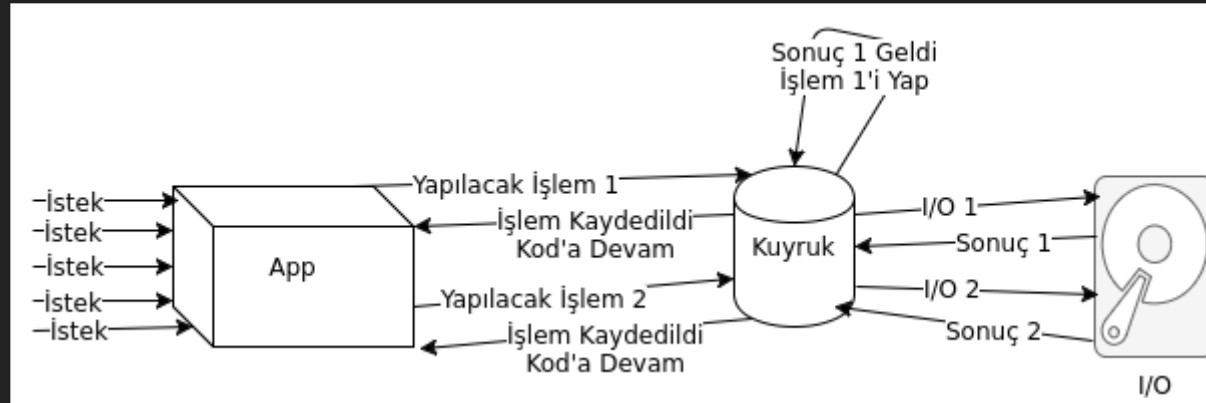 Sonuç 1 Geldi
İşlem 1'i Yap
İstek
İstek
İstek
İstek
İstek
App
Yapılacak İşlem 1
İşlem Kaydedildi
Kod'a Devam
Yapılacak İşlem 2
İşlem Kaydedildi
Kod'a Devam
Kuyruk
I/O 1
Sonuç 1
I/O 2
Sonuç 2
I/O